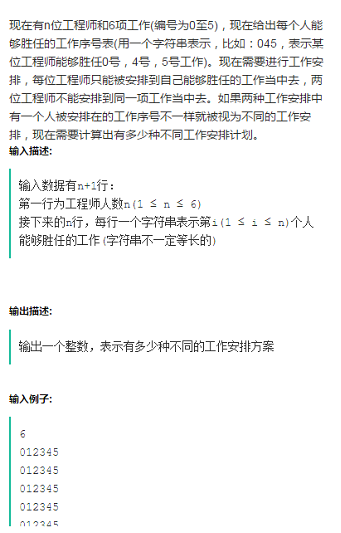 现在有n位工程师和6项工作(编号为0至5)，现在给出每个人能
够胜任的工作序号表(用一个字符串表示，比如：045，表示某
位工程师能够胜任0号，4号，5号工作)。现在需要进行工作安
排，每位工程师只能被安排到自己能够胜任的工作当中去，两
位工程师不能安排到同一项工作当中去。如果两种工作安排中
有一个人被安排在的工作序号不一样就被视为不同的工作安
排，现在需要计算出有多少种不同工作安排计划。
输入描述:
输入数据有n+1行：
第一行为工程师人数n(1 ≤ n ≤ 6)
接下来的n行，每行一个字符串表示第i(1 ≤ i ≤ n)个人
能够胜任的工作(字符串不一定等长的)
输出描述:
输出一个整数，表示有多少种不同的工作安排方案
输入例子:
6
012345
012345
012345
012345
012345